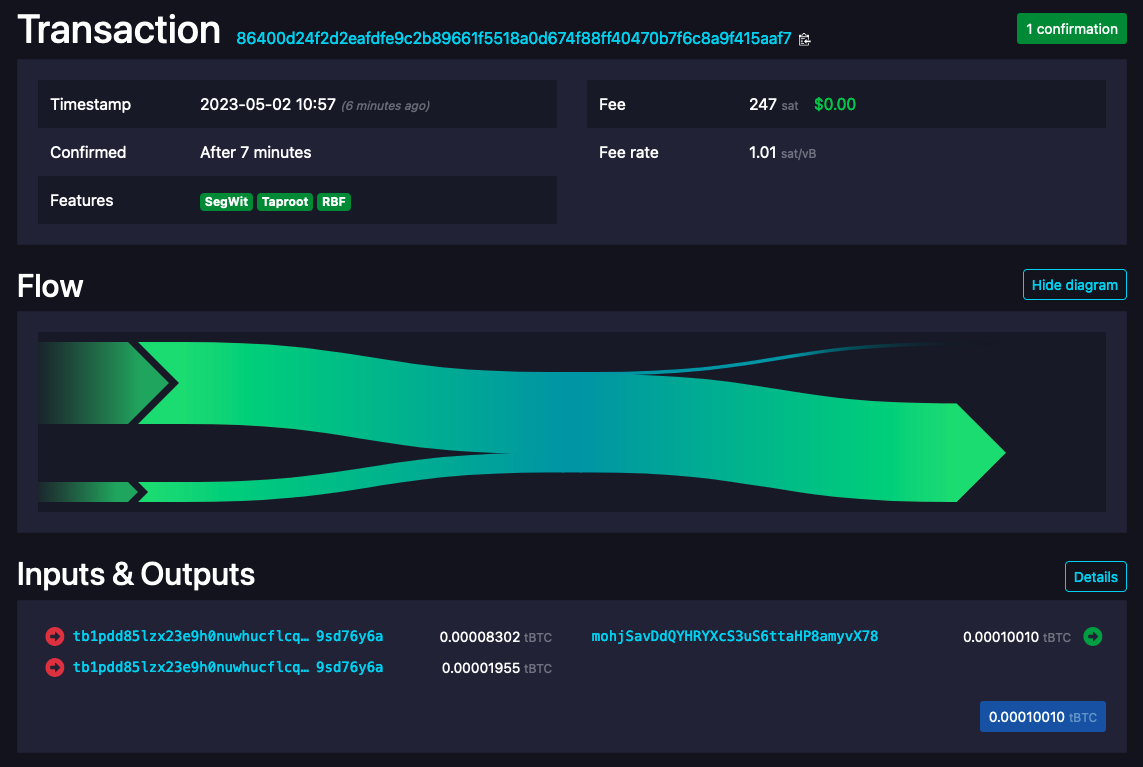 Transaction 86400d24f2d2eafdfe9c2b89661f5518a0d674f88ff40470b7f6c8a9f415aaf7 1 confirmation
Timestamp 2023-05-02 10:57 (6 minutes ago) Fee 247 sat $0.00
Confirmed After 7 minutes Fee rate 1.01 sat/vB
Features SegWit Taproot RBF
Flow Hide diagram
Inputs & Outputs Details
tb1pdd85lzx23e9h0nuwhucflcq… 9sd76y6a 0.00008302 tBTC mohjSavDdQYHRYXcS3uS6ttaHP8amyvX78 0.00010010 tBTC
tb1pdd85lzx23e9h0nuwhucflcq… 9sd76y6a 0.00001955 tBTC
0.00010010 tBTC